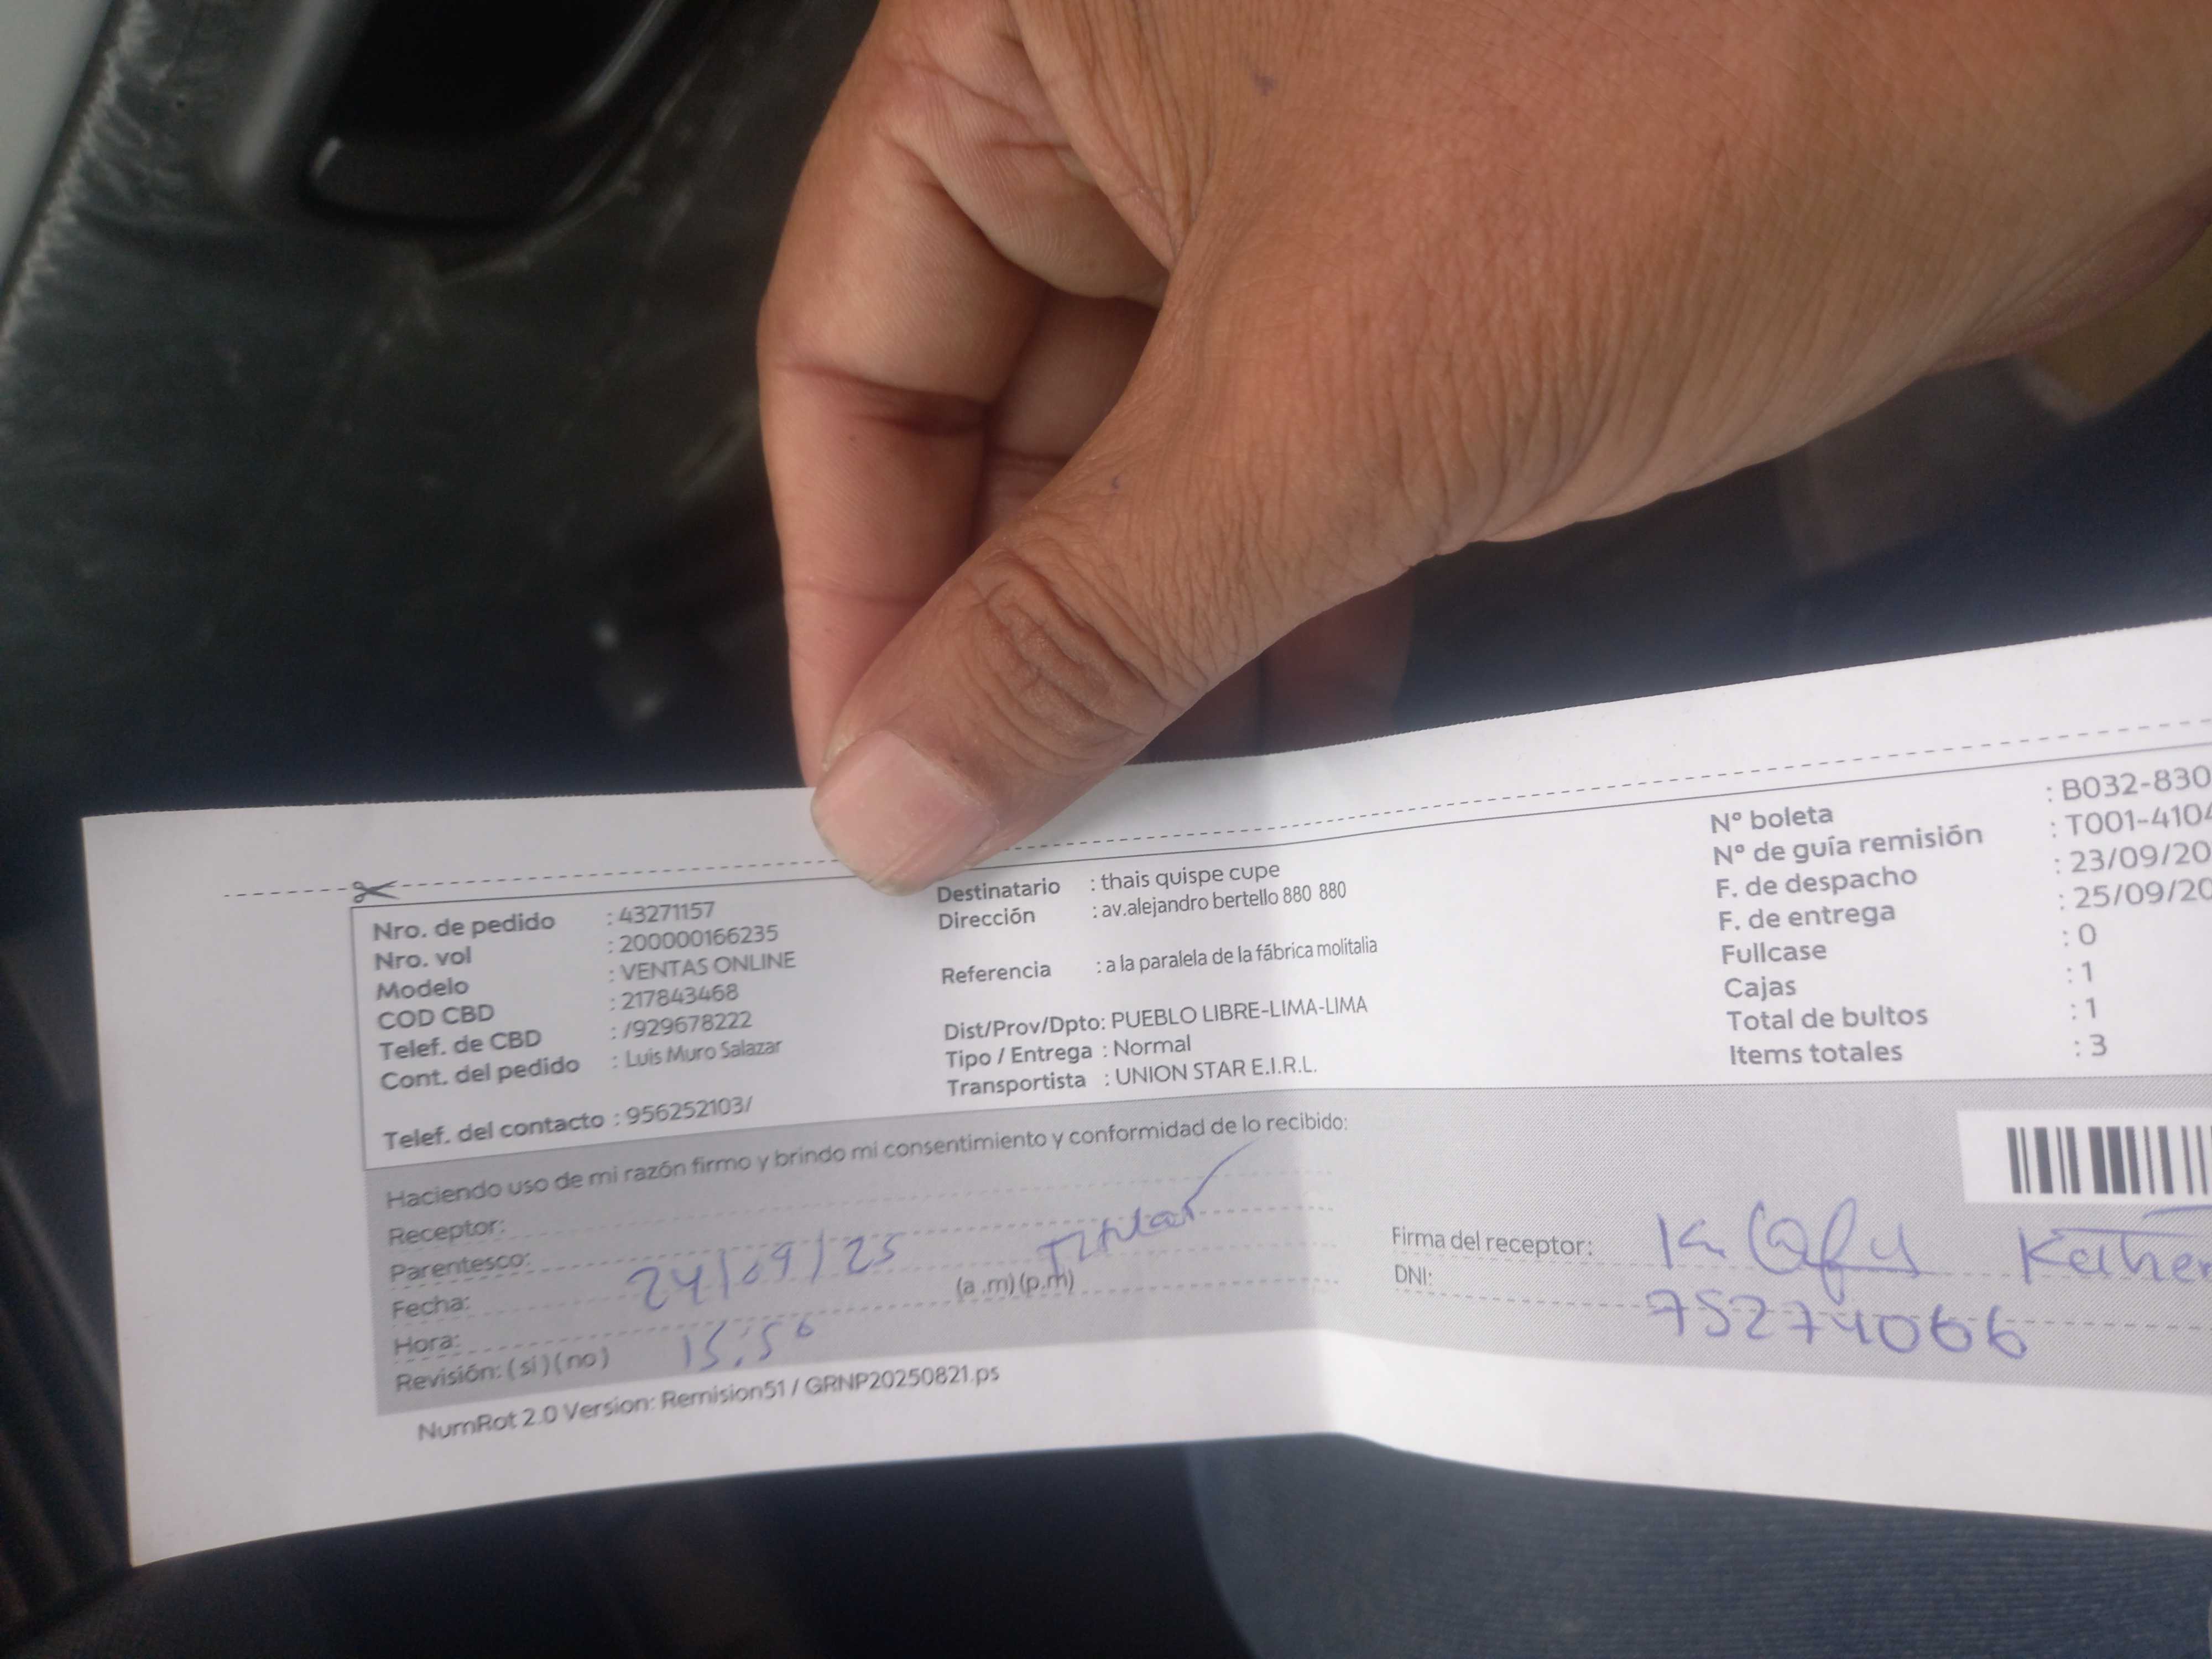 Nro. de pedido : 43271157
Nro. vol : 200000166235
Modelo : VENTAS ONLINE
COD CBD : 217843468
Telef. de CBD : /929678222
Cont. del pedido : Luis Muro Salazar
Telef. del contacto : 956252103/
Destinatario : thais quispe cupe
Dirección : av.alejandro bertello 880 880
Referencia : a la paralela de la fábrica molitalia
Dist/Prov/Dpto: PUEBLO LIBRE-LIMA-LIMA
Tipo / Entrega : Normal
Transportista : UNION STAR E.I.R.L.
Nº boleta : B032-830
Nº de guía remisión : T001-4104
F. de despacho : 23/09/20
F. de entrega : 25/09/20
Fullcase : 0
Cajas : 1
Total de bultos : 1
Items totales : 3
Haciendo uso de mi razón firmo y brindo mi consentimiento y conformidad de lo recibido:
Receptor:
Parentesco: Titular
Fecha: 24/09/25
Hora: 15:50 (a.m)(p.m)
Revisión: (si)(no)
Firma del receptor:
DNI: 75274066
NumRot 2.0 Version: Remision51 / GRNP20250821.ps